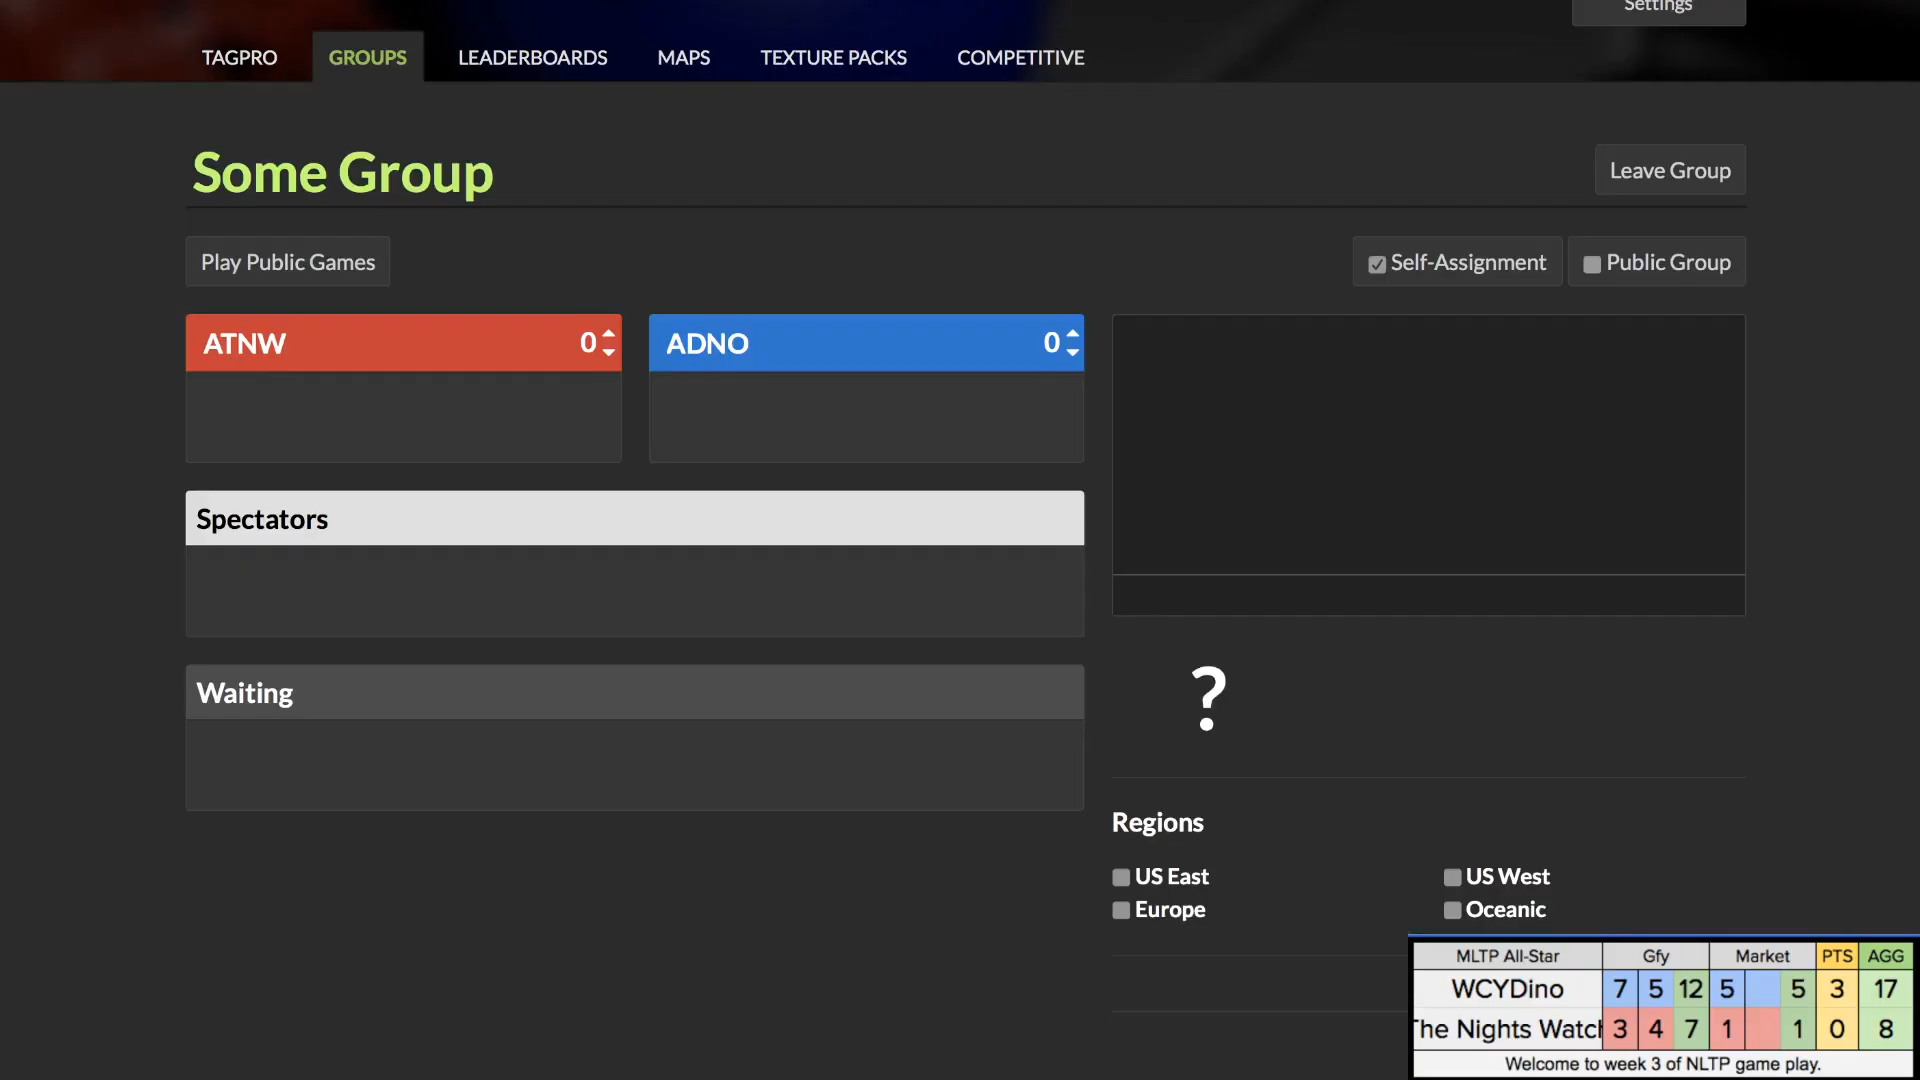 Settings
TAGPRO GROUPS LEADERBOARDS MAPS TEXTURE PACKS COMPETITIVE
Some Group
Leave Group
Play Public Games
Self-Assignment Public Group
ATNW 0 ADNO 0
Spectators
Waiting
?
Regions
US East US West
Europe Oceanic
MLTP All-Star Gfy Market PTS AGG
WCYDino 7 5 12 5 5 3 17
The Nights Watch 3 4 7 1 1 0 8
Welcome to week 3 of NLTP game play.